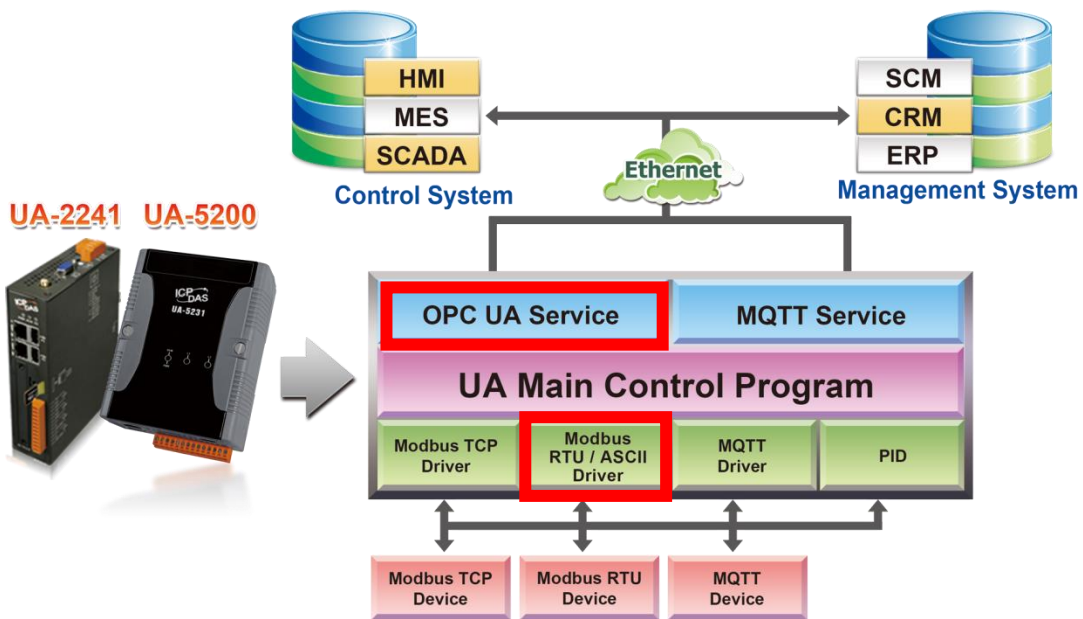 HMI
MES
SCADA
Control System
SCM
CRM
ERP
Management System
Ethernet
UA-2241 UA-5200
ICP DAS
ICP DAS
UA-5231
OPC UA Service
MQTT Service
UA Main Control Program
Modbus TCP
Driver
Modbus
RTU / ASCII
Driver
MQTT
Driver
PID
Modbus TCP
Device
Modbus RTU
Device
MQTT
Device